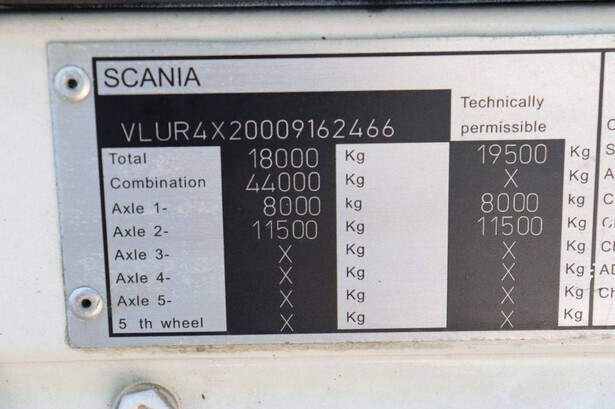 SCANIA
Technically
VLUR4X20009162466 permissible
Total 18000 Kg 19500 Kg
Combination 44000 Kg X Kg
Axle 1- 8000 kg 8000 kg
Axle 2- 11500 Kg 11500 Kg
Axle 3- X Kg X Kg
Axle 4- X Kg X Kg
Axle 5- X Kg X Kg
5 th wheel X Kg X Kg